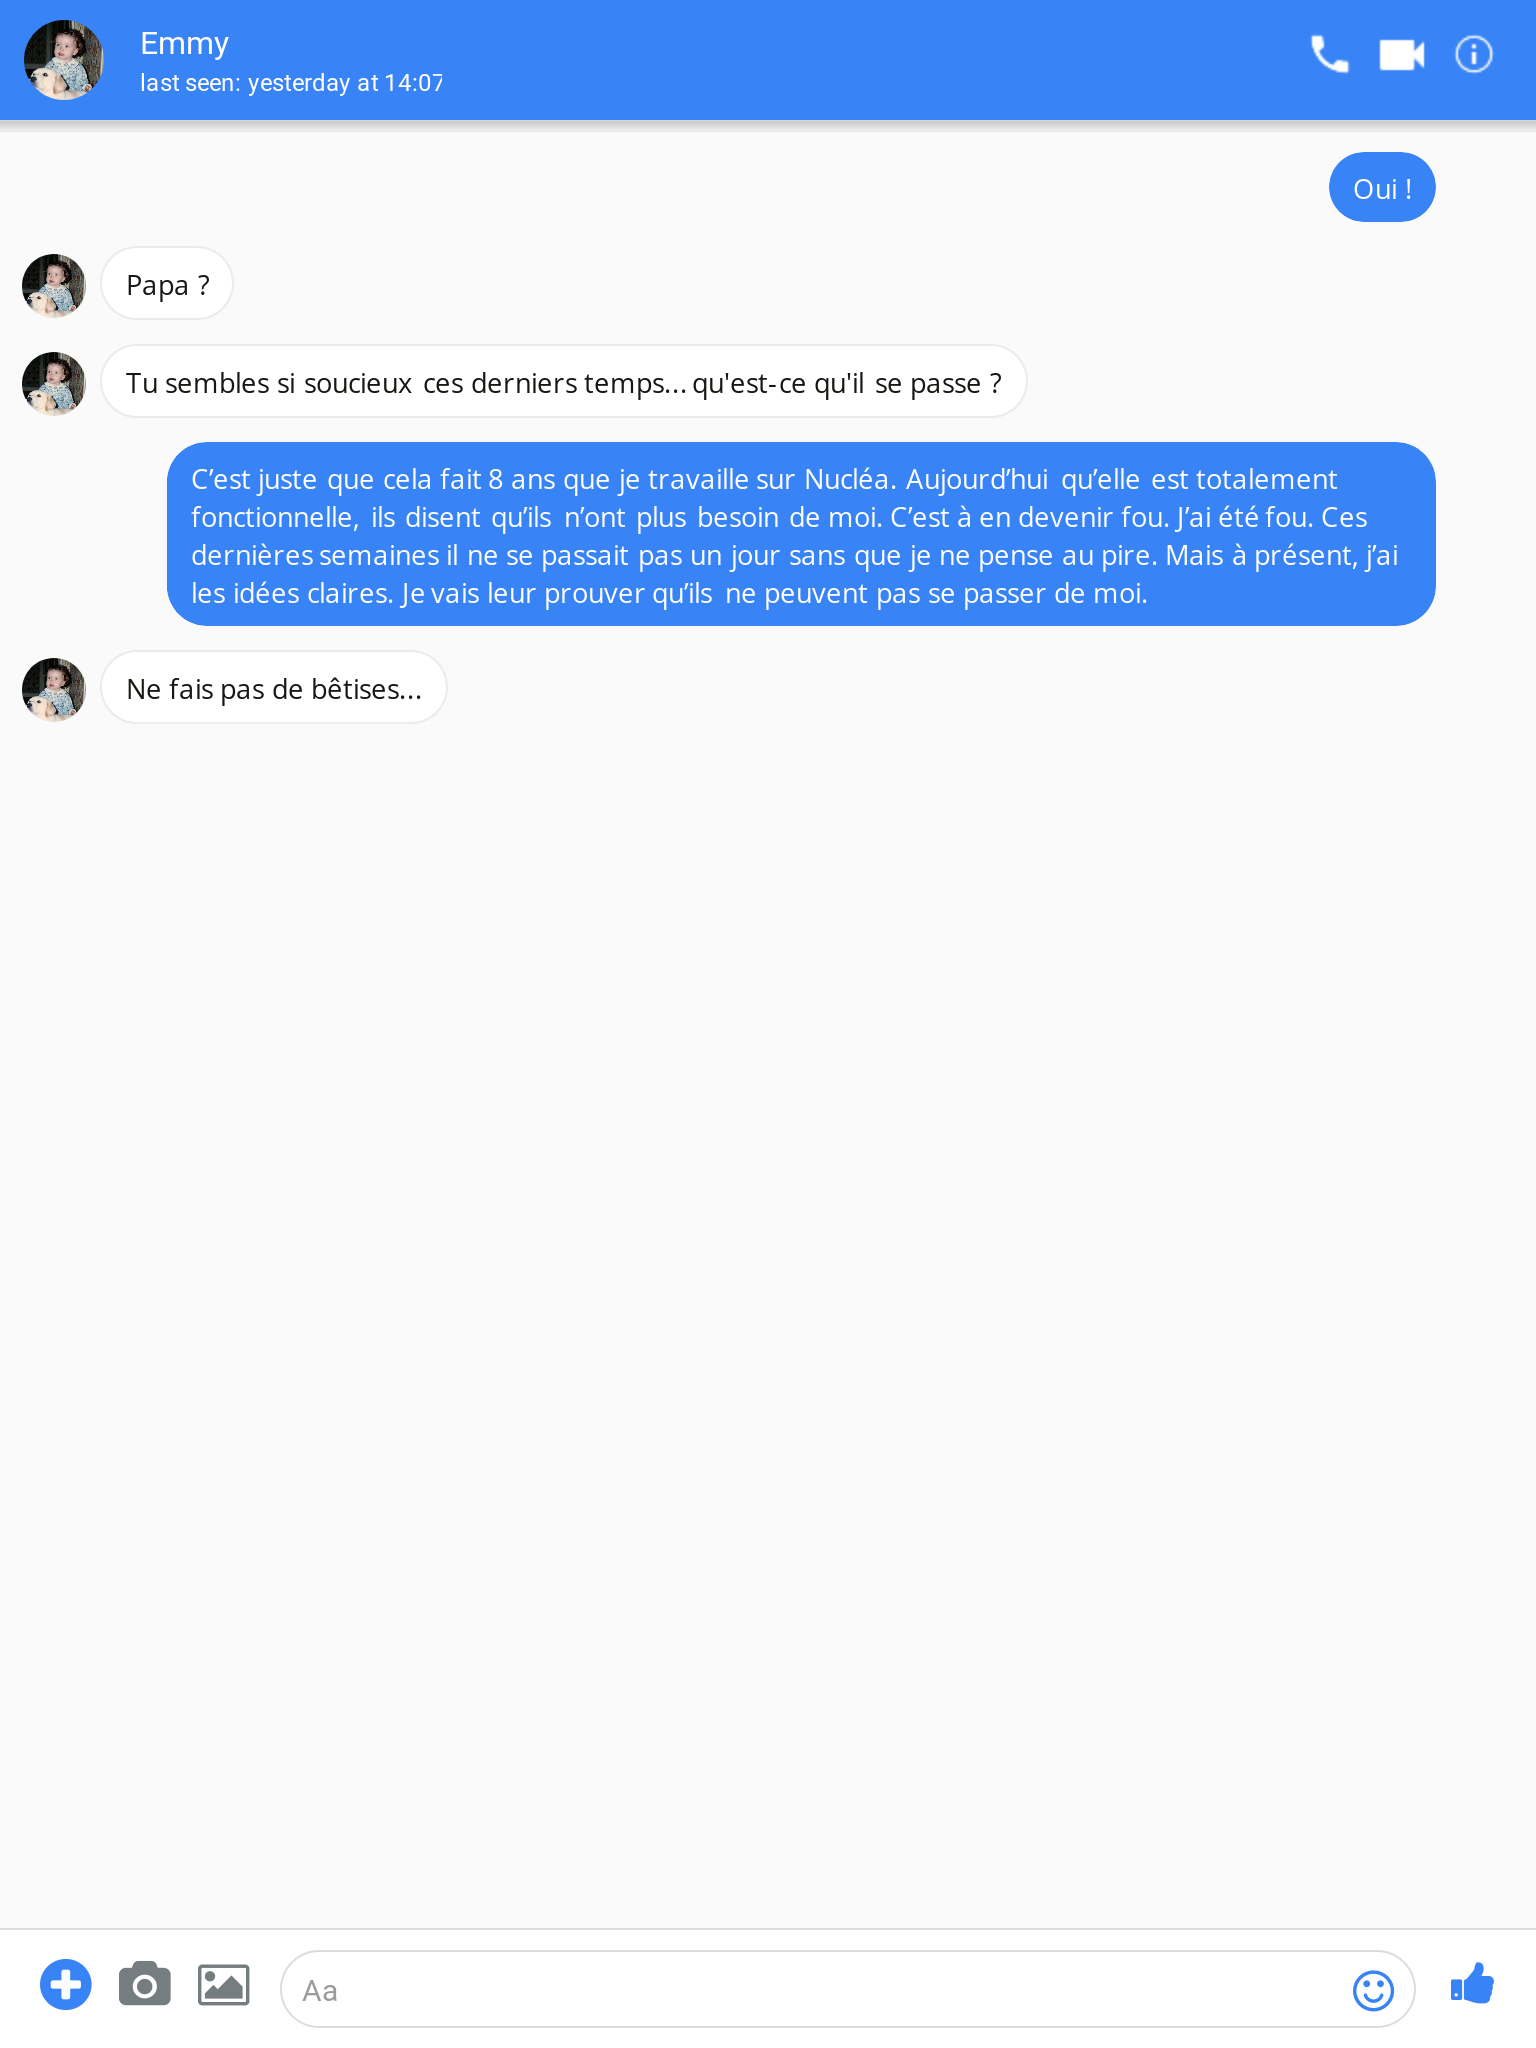 Emmy
last seen: yesterday at 14:07
Oui !
Papa ?
Tu sembles si soucieux ces derniers temps... qu'est-ce qu'il se passe ?
C’est juste que cela fait 8 ans que je travaille sur Nucléa. Aujourd’hui qu’elle est totalement
fonctionnelle, ils disent qu’ils n’ont plus besoin de moi. C’est à en devenir fou. J’ai été fou. Ces
dernières semaines il ne se passait pas un jour sans que je ne pense au pire. Mais à présent, j’ai
les idées claires. Je vais leur prouver qu’ils ne peuvent pas se passer de moi.
Ne fais pas de bêtises...
Aa